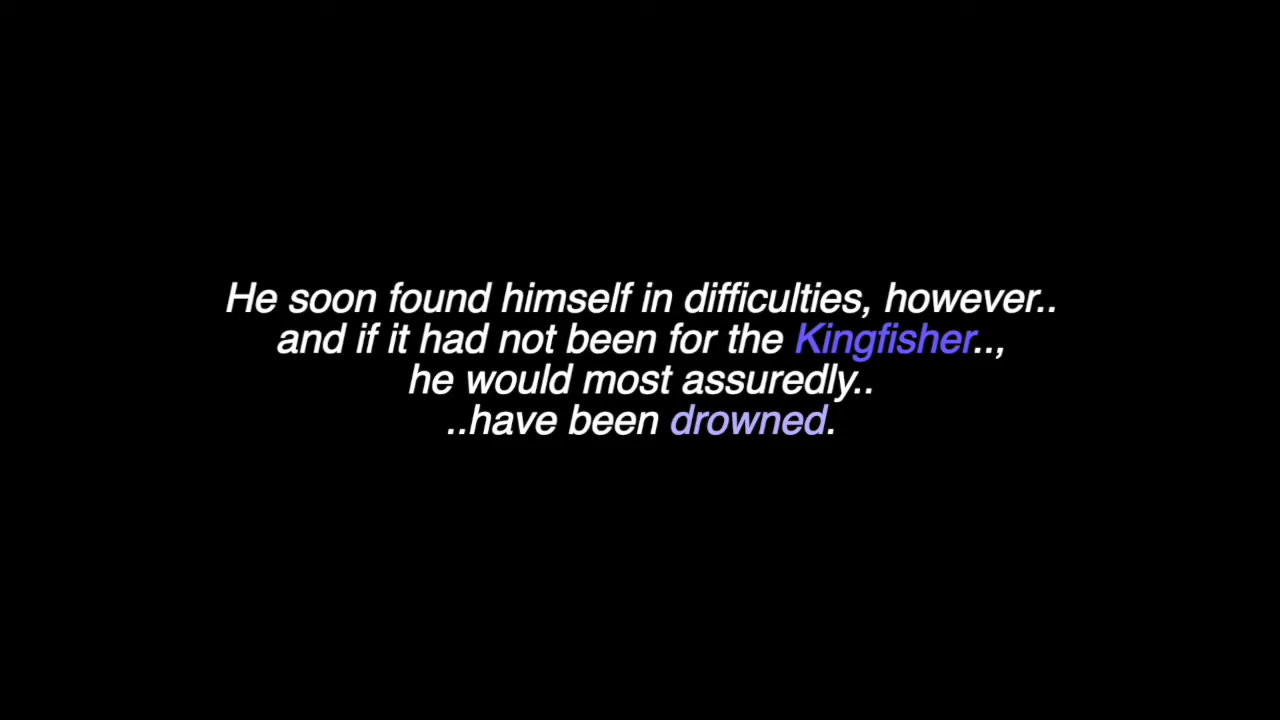 He soon found himself in difficulties, however..
and if it had not been for the Kingfisher..,
he would most assuredly..
..have been drowned.